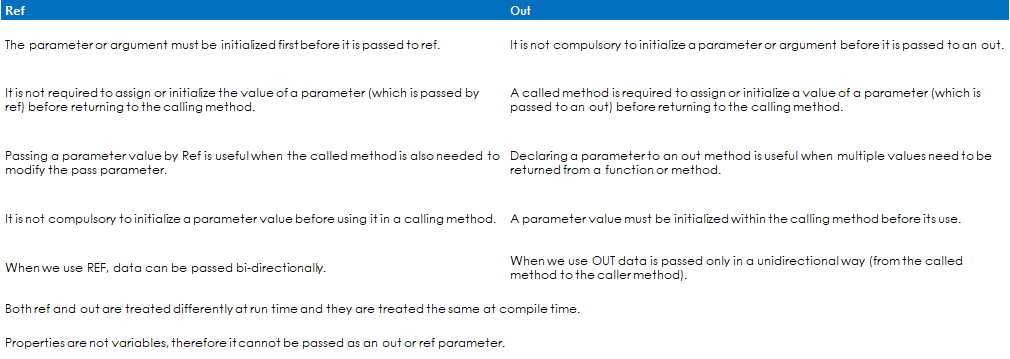 Ref
Out
The parameter or argument must be initialized first before it is passed to ref.
It is not compulsory to initialize a parameter or argument before it is passed to an out.
It is not required to assign or initialize the value of a parameter (which is passed by
ref) before returning to the calling method.
A called method is required to assign or initialize a value of a parameter (which is
passed to an out) before returning to the calling method.
Passing a parameter value by Ref is useful when the called method is also needed to
modify the pass parameter.
Declaring a parameter to an out method is useful when multiple values need to be
returned from a function or method.
It is not compulsory to initialize a parameter value before using it in a calling method.
A parameter value must be initialized within the calling method before its use.
When we use REF, data can be passed bi-directionally.
When we use OUT data is passed only in a unidirectional way (from the called
method to the caller method).
Both ref and out are treated differently at run time and they are treated the same at compile time.
Properties are not variables, therefore it cannot be passed as an out or ref parameter.